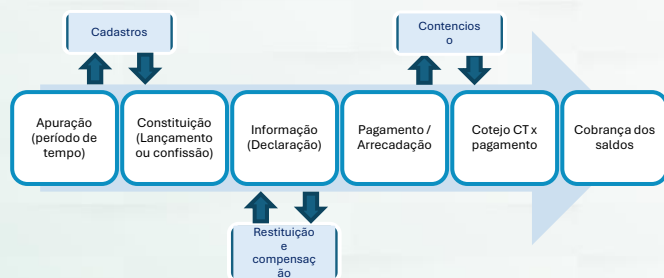 Cadastros
Contencios
o
Apuração
(período de
tempo)
Constituição
(Lançamento
ou confissão)
Informação
(Declaração)
Pagamento /
Arrecadação
Cotejo CT x
pagamento
Cobrança dos
saldos
Restituição
e
compensaç
ão